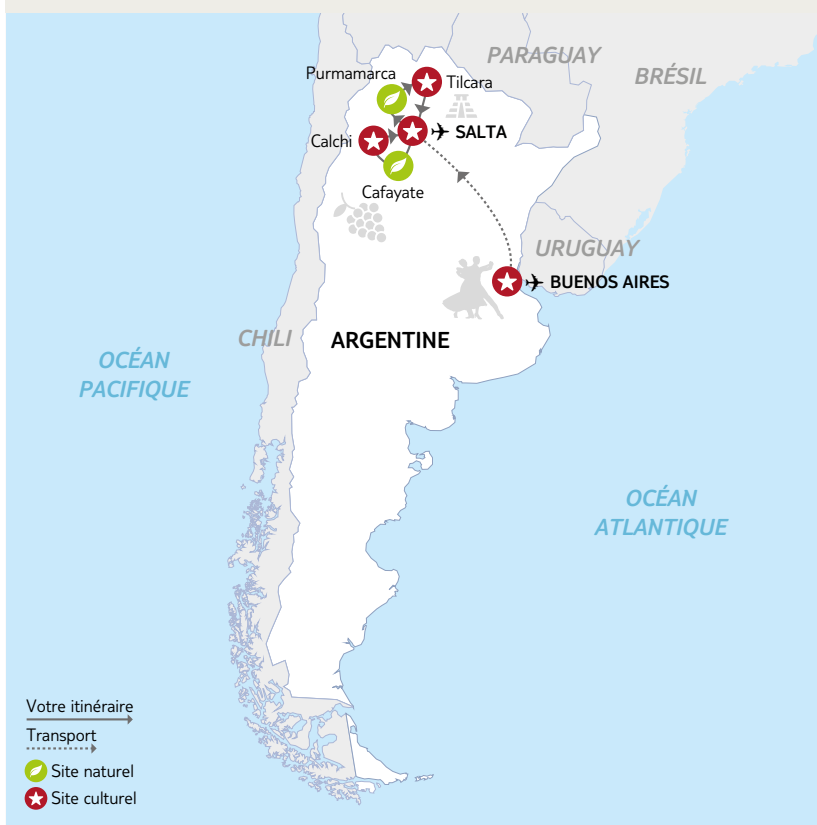 PARAGUAY
BRÉSIL
Purmamarca
Tilcara
SALTA
Calchi
Cafayate
URUGUAY
BUENOS AIRES
CHILI
ARGENTINE
OCÉAN
PACIFIQUE
OCÉAN
ATLANTIQUE
Votre itinéraire
Transport
Site naturel
Site culturel